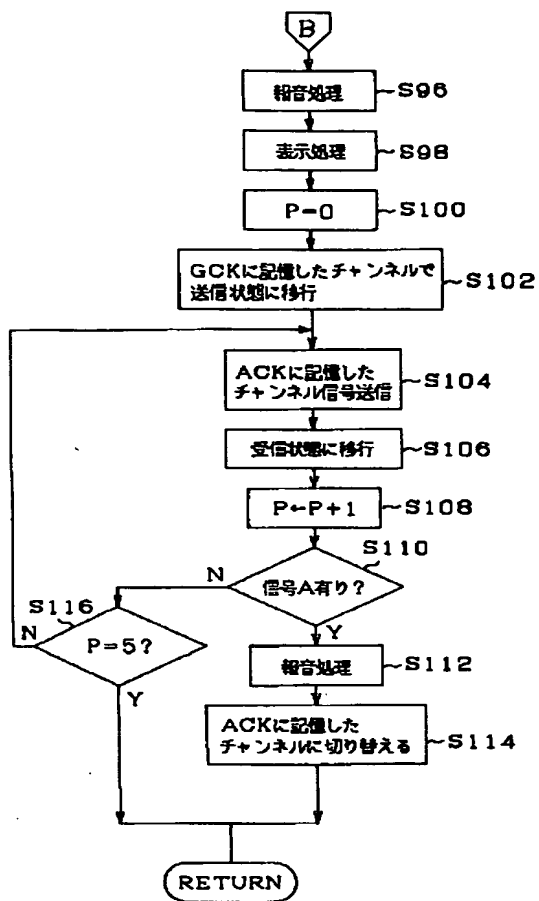 B
報音処理
S96
表示処理
S98
P=0
S100
GCKに記憶したチャンネルで
送信状態に移行
S102
ACKに記憶した
チャンネル信号送信
S104
受信状態に移行
S106
P←P+1
S108
信号A有り?
S110
N
Y
P=5?
S116
N
Y
報音処理
S112
ACKに記憶した
チャンネルに切り替える
S114
RETURN